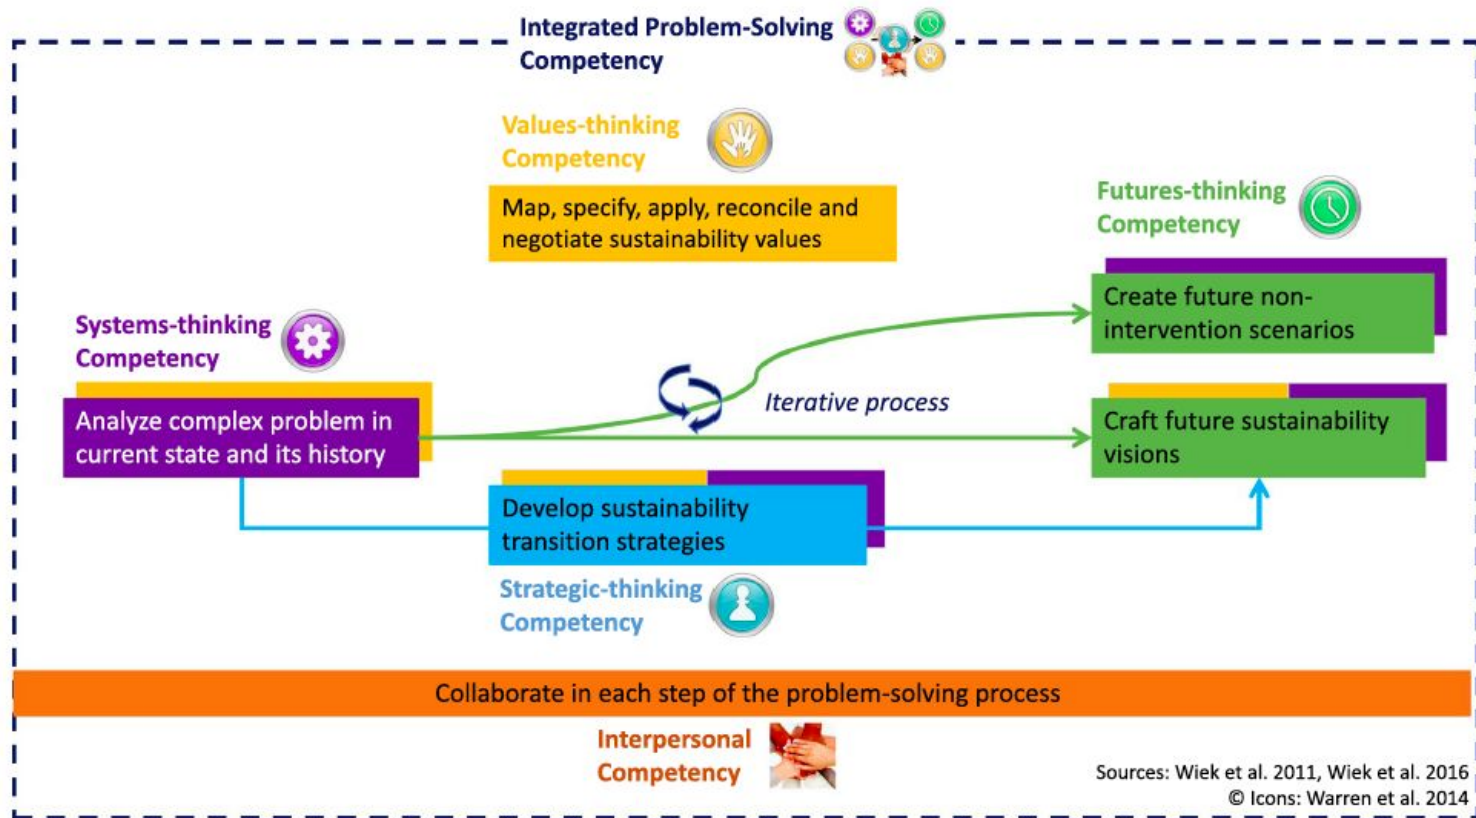 Integrated Problem-Solving
Competency
Values-thinking
Competency
Map, specify, apply, reconcile and
negotiate sustainability values
Futures-thinking
Competency
Create future non-
intervention scenarios
Systems-thinking
Competency
Analyze complex problem in
current state and its history
Iterative process
Craft future sustainability
visions
Develop sustainability
transition strategies
Strategic-thinking
Competency
Collaborate in each step of the problem-solving process
Interpersonal
Competency
Sources: Wiek et al. 2011, Wiek et al. 2016
© Icons: Warren et al. 2014